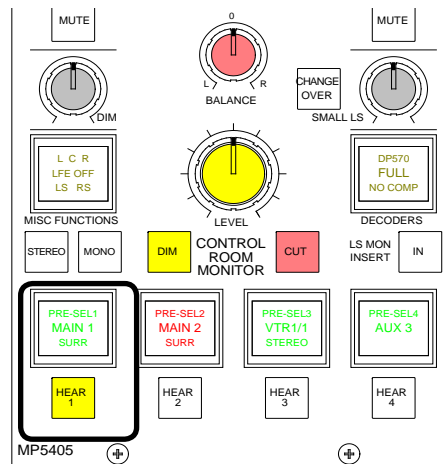 MUTE
MUTE
0
L
R
BALANCE
CHANGE
OVER
DIM
SMALL LS
L C R
LFE OFF
LS RS
DP570
FULL
NO COMP
MISC FUNCTIONS
LEVEL
DECODERS
STEREO
MONO
DIM
CONTROL
ROOM
MONITOR
CUT
LS MON
INSERT
IN
PRE-SEL1
MAIN 1
SURR
PRE-SEL2
MAIN 2
SURR
PRE-SEL3
VTR1/1
STEREO
PRE-SEL4
AUX 3
HEAR
1
HEAR
2
HEAR
3
HEAR
4
MP5405